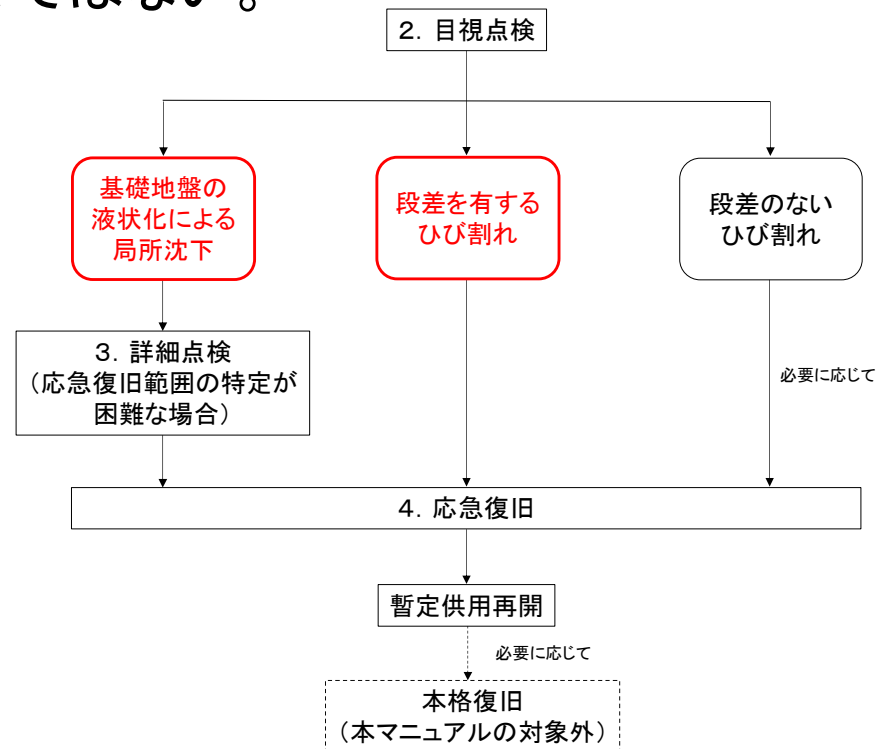 ではない。
2．目視点検
基礎地盤の
液状化による
局所沈下
段差を有する
ひび割れ
段差のない
ひび割れ
3．詳細点検
（応急復旧範囲の特定が
困難な場合）
必要に応じて
4．応急復旧
暫定供用再開
必要に応じて
本格復旧
（本マニュアルの対象外）